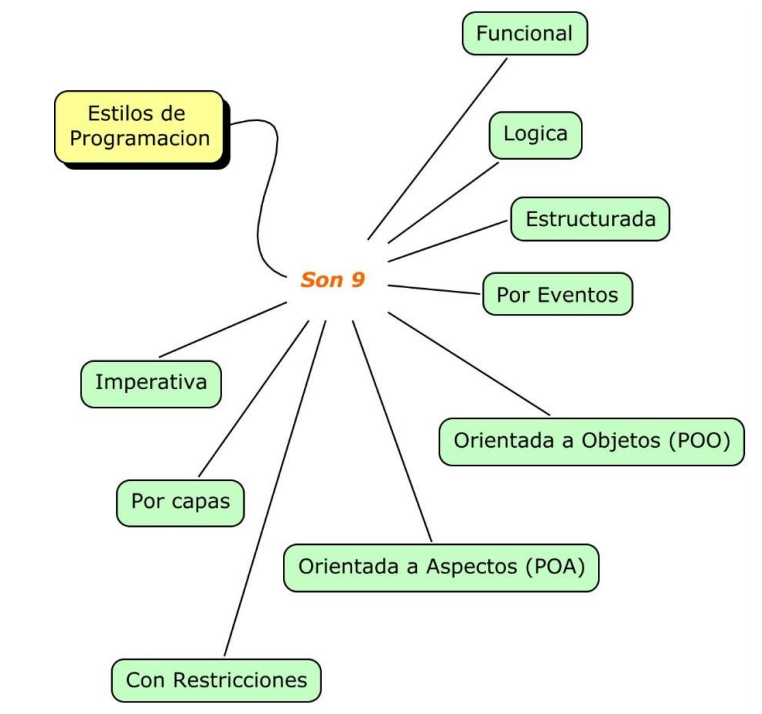 Funcional
Estilos de
Programacion
Logica
Estructurada
Son 9
Por Eventos
Imperativa
Orientada a Objetos (POO)
Por capas
Orientada a Aspectos (POA)
Con Restricciones